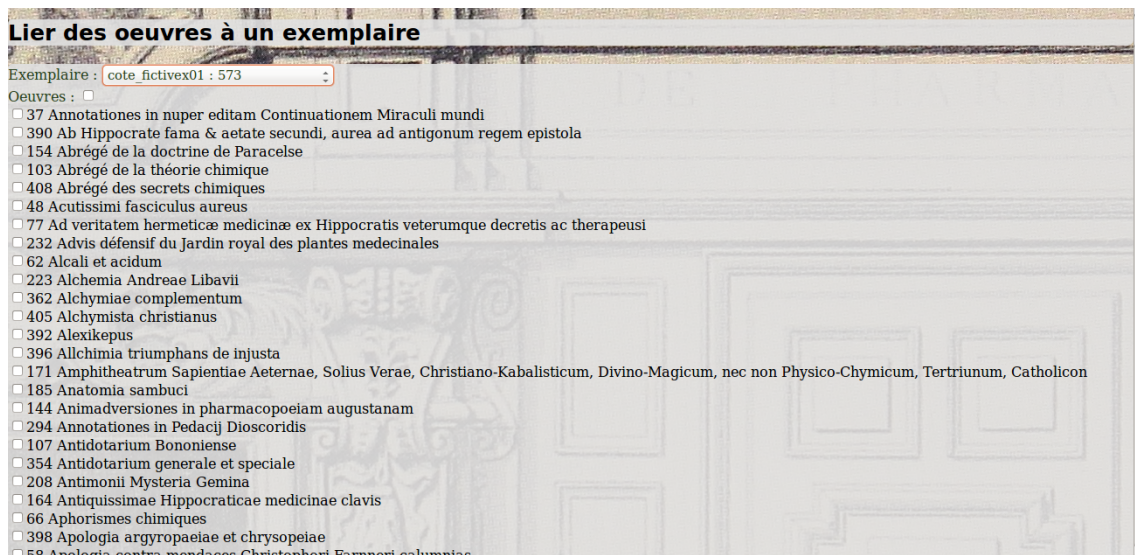 Lier des oeuvres à un exemplaire
Exemplaire : cote_fictivex01 : 573
Oeuvres :
37 Annotationes in nuper editam Continuationem Miraculi mundi
390 Ab Hippocrate fama & aetate secundi, aurea ad antigonum regem epistola
154 Abrégé de la doctrine de Paracelse
103 Abrégé de la théorie chimique
408 Abrégé des secrets chimiques
48 Acutissimi fasciculus aureus
77 Ad veritatem hermeticæ medicinæ ex Hippocratis veterumque decretis ac therapeusi
232 Advis défensif du Jardin royal des plantes medecinales
62 Alcali et acidum
223 Alchemia Andreae Libavii
362 Alchymiae complementum
405 Alchymista christianus
392 Alexikepus
396 Allchimia triumphans de injusta
171 Amphitheatrum Sapientiae Aeternae, Solius Verae, Christiano-Kabalisticum, Divino-Magicum, nec non Physico-Chymicum, Tertriunum, Catholicon
185 Anatomia sambuci
144 Animadversiones in pharmacopoeiam augustanam
294 Annotationes in Pedacij Dioscoridis
107 Antidotarium Bononiense
354 Antidotarium generale et speciale
208 Antimonii Mysteria Gemina
164 Antiquissimae Hippocraticae medicinae clavis
66 Aphorismes chimiques
398 Apologia argyropaeiae et chrysopeiae
58 Apologia contra mendaces Christophori Farnneri calumnias